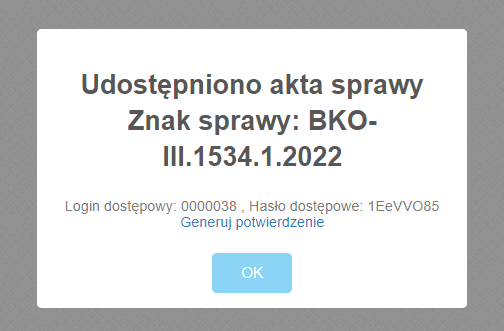 Udostępniono akta sprawy
Znak sprawy: BKO-
III.1534.1.2022
Login dostępowy: 0000038 , Hasło dostępowe: 1EeVVO85
Generuj potwierdzenie
OK